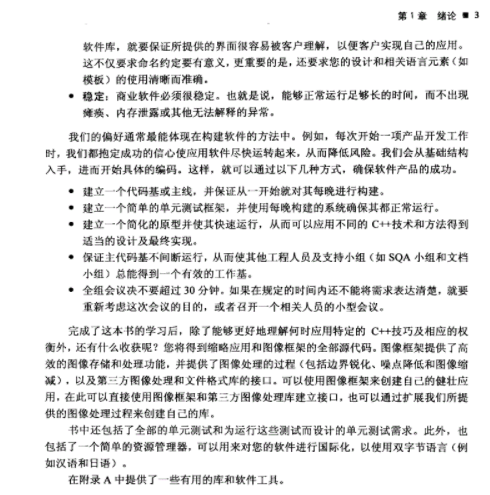 第 1 章 绪论 ■ 3
软件库，就要保证所提供的界面很容易被客户理解，以便客户实现自己的应用。
这不仅要求命名约定要有意义，更重要的是，还要求您的设计和相关语言元素（如
模板）的使用清晰而准确。
● 稳定：商业软件必须很稳定。也就是说，能够正常运行足够长的时间，而不出现
瘫痪、内存泄露或其他无法解释的异常。
我们的偏好通常最能体现在构建软件的方法中。例如，每次开始一项产品开发工作
时，我们都抱定成功的信心使应用软件尽快运转起来，从而降低风险。我们会从基础结构
入手，进而开始具体的编码。这样，就可以通过以下几种方式，确保软件产品的成功。
● 建立一个代码基或主线，并保证从一开始就对其每晚进行构建。
● 建立一个简单的单元测试框架，并使用每晚构建的系统确保其都正常运行。
● 建立一个简化的原型并使其快速运行，从而可以应用不同的 C++技术和方法得到
适当的设计及最终实现。
● 保证主代码基不间断运行，从而使其他工程人员及支持小组（如 SQA 小组和文档
小组）总能得到一个有效的工作基。
● 全组会议决不要超过 30 分钟。如果在规定的时间内还不能将需求表达清楚，就要
重新考虑这次会议的目的，或者召开一个相关人员的小型会议。
完成了这本书的学习后，除了能够更好地理解何时应用特定的 C++技巧及相应的权
衡外，还有什么收获呢？您将得到缩略应用和图像框架的全部源代码。图像框架提供了高
效的图像存储和处理功能，并提供了图像处理的过程（包括边界锐化、噪点降低和图像缩
减），以及第三方图像处理和文件格式库的接口。可以使用图像框架来创建自己的健壮应
用，在此可以直接使用图像框架和第三方图像处理库建立接口，也可以通过扩展我们所提
供的图像处理过程来创建自己的库。
书中还包括了全部的单元测试和为运行这些测试而设计的单元测试需求。此外，也
包括了一个简单的资源管理器，可以用来对您的软件进行国际化，以使用双字节语言（例
如汉语和日语）。
在附录 A 中提供了一些有用的库和软件工具。